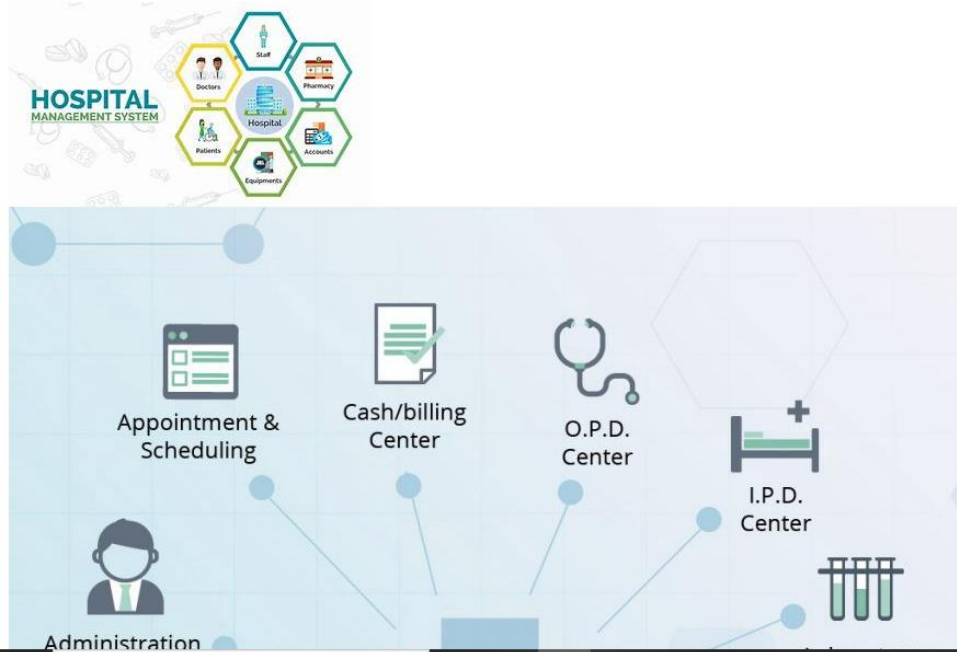 HOSPITAL
MANAGEMENT SYSTEM
Staff
Doctors
Pharmacy
Hospital
Patients
Accounts
Equipments
Appointment &
Scheduling
Cash/billing
Center
O.P.D.
Center
I.P.D.
Center
Administration